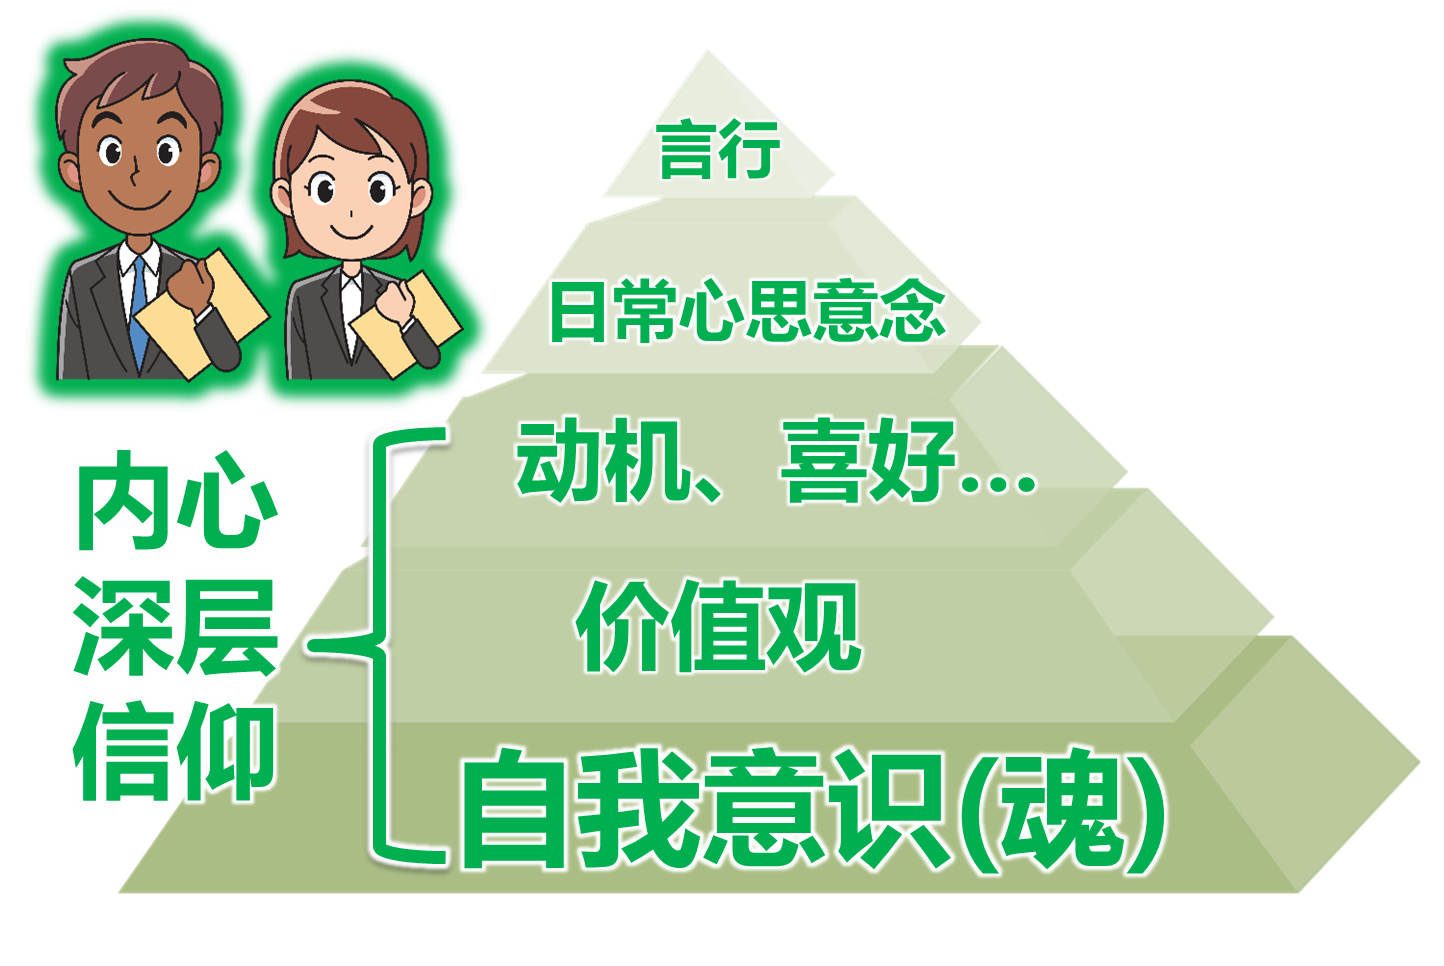 言行
日常心思意念
动机、喜好...
价值观
自我意识(魂)
内心
深层
信仰